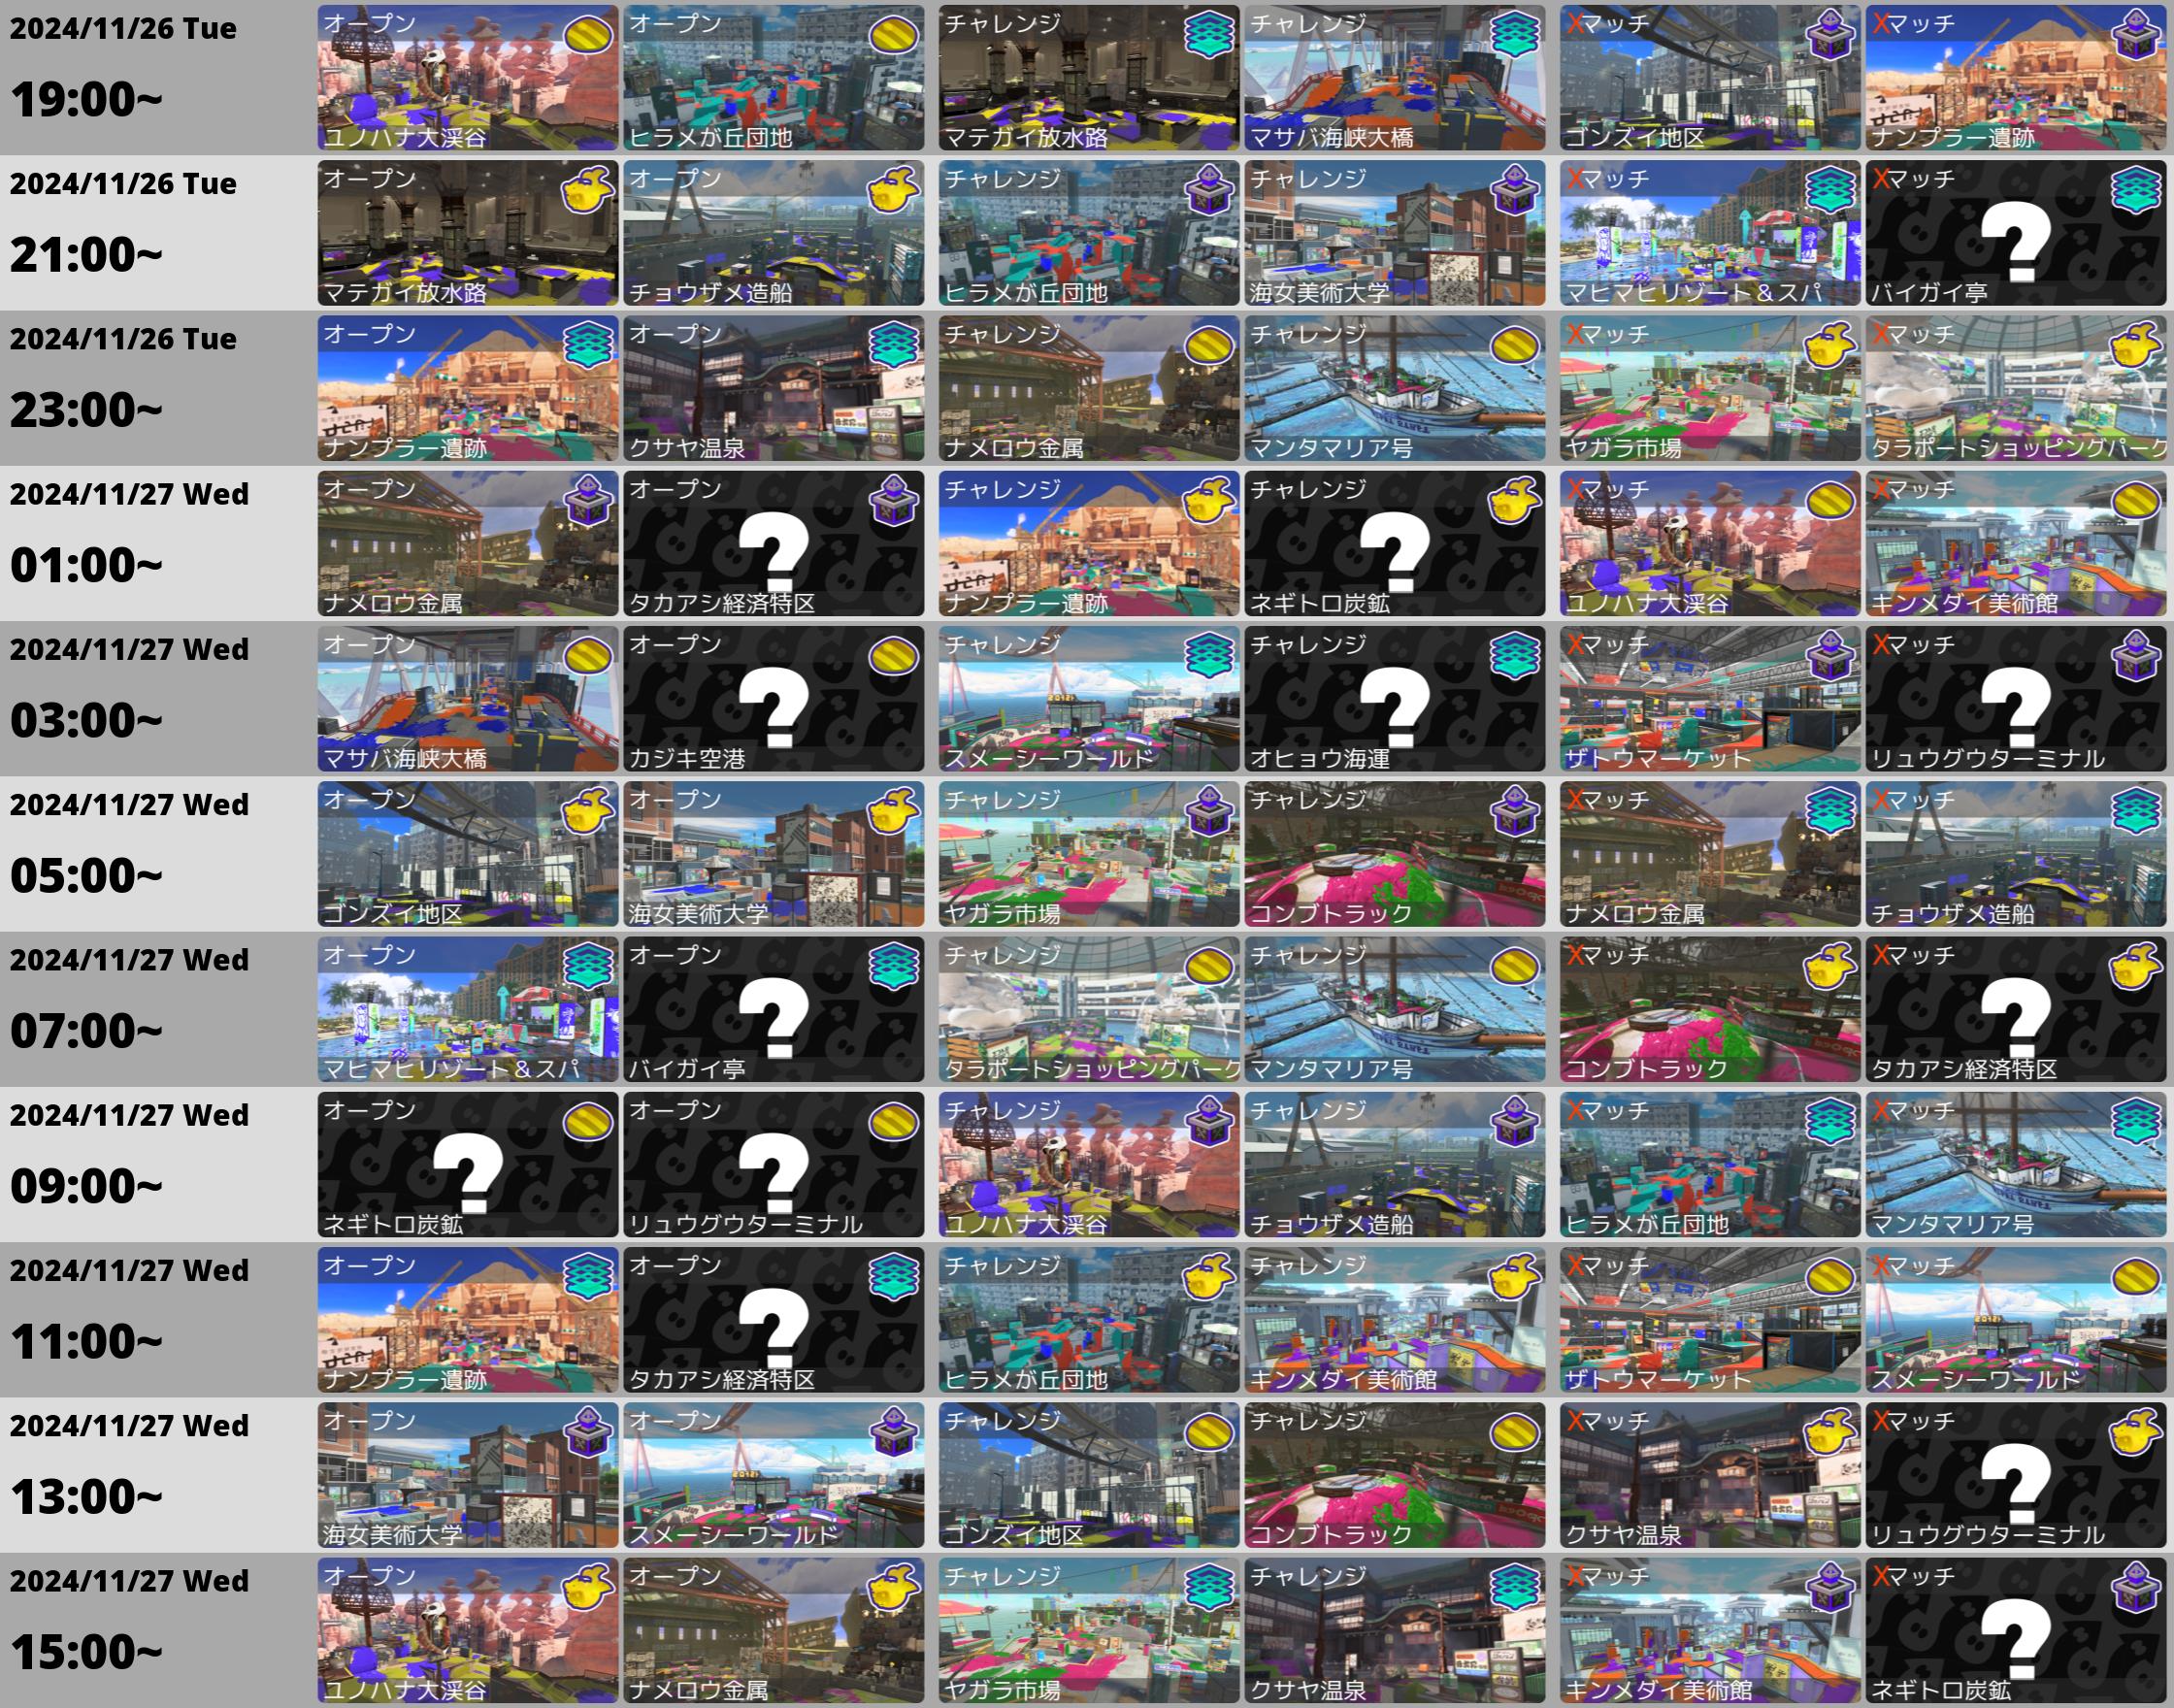 2024/11/26 Tue
19:00~
オープン
ユノハナ大渓谷
オープン
ヒラメが丘団地
チャレンジ
マテガイ放水路
チャレンジ
マサバ海峡大橋
Xマッチ
ゴンズイ地区
Xマッチ
ナンプラー遺跡
2024/11/26 Tue
21:00~
オープン
マテガイ放水路
オープン
チョウザメ造船
チャレンジ
ヒラメが丘団地
チャレンジ
海女美術大学
Xマッチ
マヒマヒリゾート&スパ
Xマッチ
?
バイガイ亭
2024/11/26 Tue
23:00~
オープン
ナンプラー遺跡
オープン
クサヤ温泉
チャレンジ
ナメロウ金属
チャレンジ
マンタマリア号
Xマッチ
ヤガラ市場
Xマッチ
タラポートショッピングパーク
2024/11/27 Wed
01:00~
オープン
ナメロウ金属
オープン
?
タカアシ経済特区
チャレンジ
ナンプラー遺跡
チャレンジ
?
ネギトロ炭鉱
Xマッチ
ユノハナ大渓谷
Xマッチ
キンメダイ美術館
2024/11/27 Wed
03:00~
オープン
マサバ海峡大橋
オープン
?
カジキ空港
チャレンジ
スメーシーワールド
チャレンジ
?
オヒョウ海運
Xマッチ
ザトウマーケット
Xマッチ
?
リュウグウターミナル
2024/11/27 Wed
05:00~
オープン
ゴンズイ地区
オープン
海女美術大学
チャレンジ
ヤガラ市場
チャレンジ
コンブトラック
Xマッチ
ナメロウ金属
Xマッチ
チョウザメ造船
2024/11/27 Wed
07:00~
オープン
マヒマヒリゾート&スパ
オープン
?
バイガイ亭
チャレンジ
タラポートショッピングパーク
チャレンジ
マンタマリア号
Xマッチ
コンブトラック
Xマッチ
?
タカアシ経済特区
2024/11/27 Wed
09:00~
オープン
?
ネギトロ炭鉱
オープン
?
リュウグウターミナル
チャレンジ
ユノハナ大渓谷
チャレンジ
チョウザメ造船
Xマッチ
ヒラメが丘団地
Xマッチ
マンタマリア号
2024/11/27 Wed
11:00~
オープン
ナンプラー遺跡
オープン
?
タカアシ経済特区
チャレンジ
ヒラメが丘団地
チャレンジ
キンメダイ美術館
Xマッチ
ザトウマーケット
Xマッチ
スメーシーワールド
2024/11/27 Wed
13:00~
オープン
海女美術大学
オープン
スメーシーワールド
チャレンジ
ゴンズイ地区
チャレンジ
コンブトラック
Xマッチ
クサヤ温泉
Xマッチ
?
リュウグウターミナル
2024/11/27 Wed
15:00~
オープン
ユノハナ大渓谷
オープン
ナメロウ金属
チャレンジ
ヤガラ市場
チャレンジ
クサヤ温泉
Xマッチ
キンメダイ美術館
Xマッチ
?
ネギトロ炭鉱